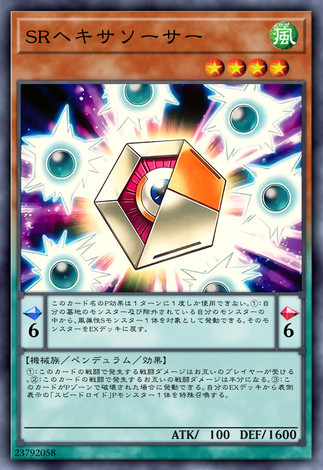 SRヘキサソーサー
風
このカード名のP効果は1ターンに1度しか使用できない。①：自
分の墓地のモンスター及び除外されている自分のモンスターの
中から、風属性Sモンスター1体を対象として発動できる。そのモ
ンスターをEXデッキに戻す。
6
6
【機械族／ペンデュラム／効果】
①：このカードの戦闘で発生する戦闘ダメージはお互いのプレイヤーが受け
る。②：このカードの戦闘で発生するお互いの戦闘ダメージは半分になる。③
：このカードがPゾーンで破壊された場合に発動できる。自分のEXデッキから表側
表示の「スピードロイド」Pモンスター1体を特殊召喚する。
ATK/ 100 DEF/1600
23792058